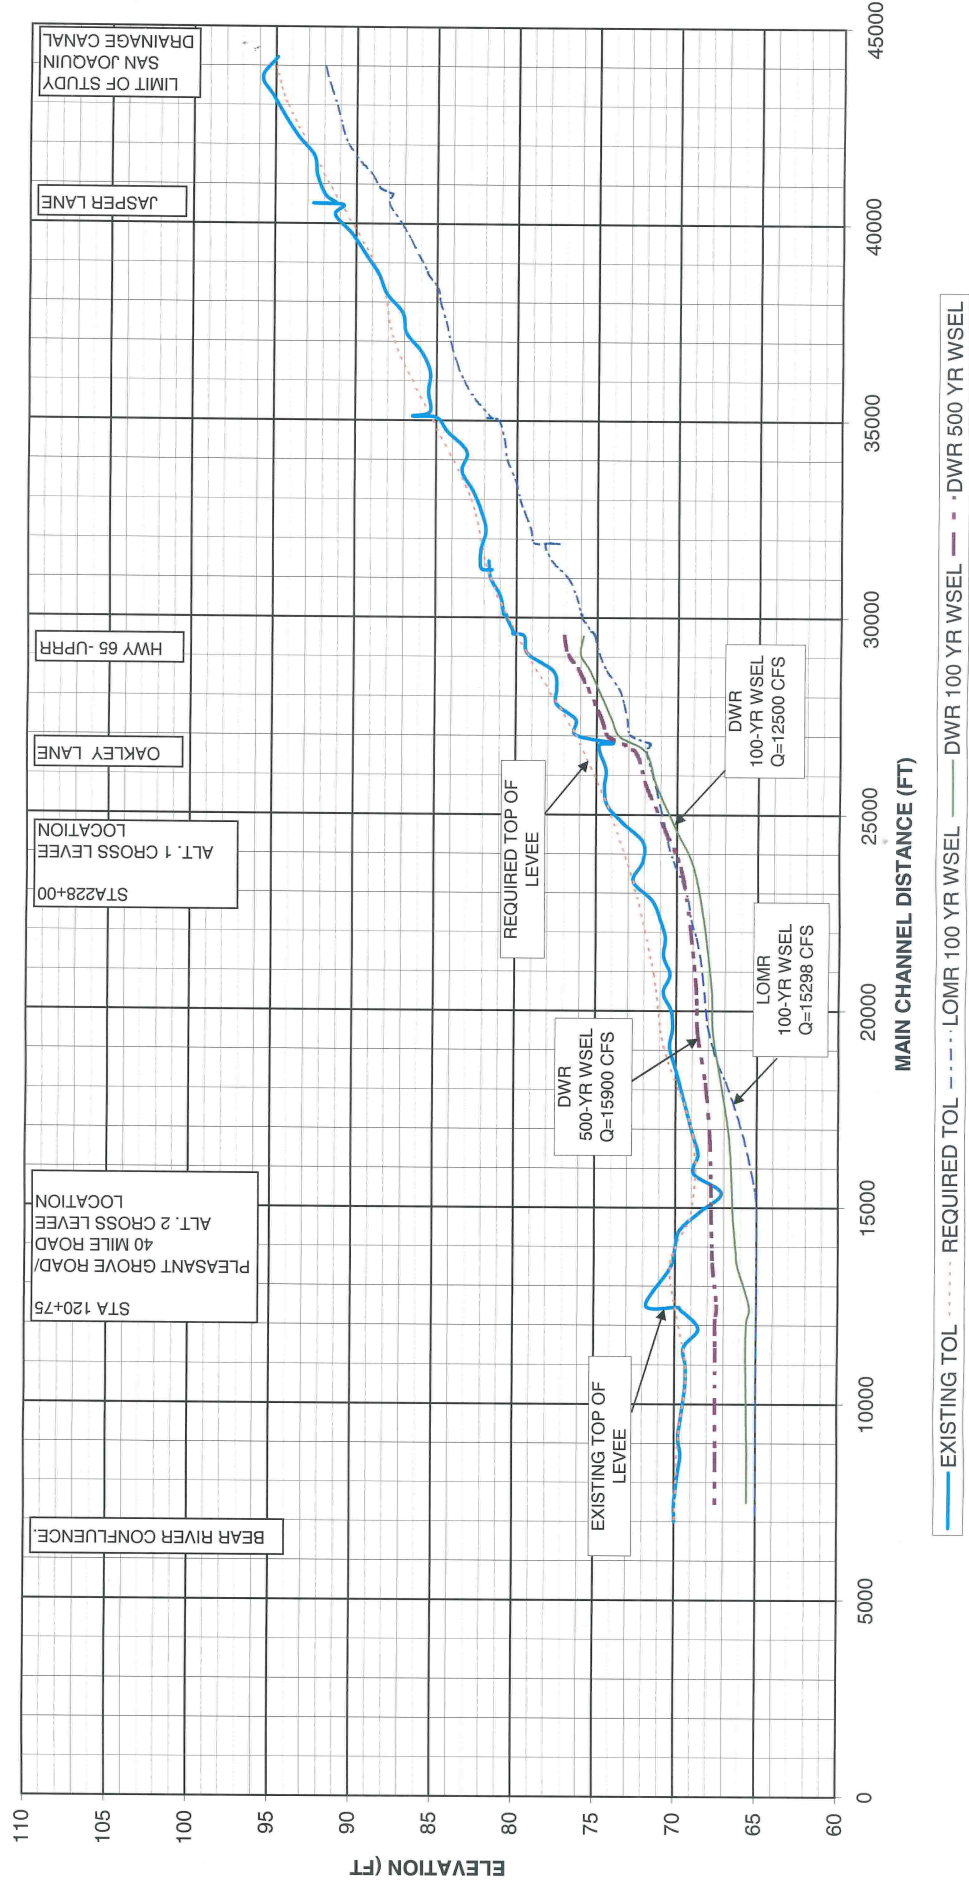 LIMIT OF STUDY
SAN JOAQUIN
DRAINAGE CANAL
JASPER LANE
HWY 65 - UPRR
OAKLEY LANE
STA228+00
ALT. 1 CROSS LEVEE
LOCATION
STA 120+75
PLEASANT GROVE ROAD/
40 MILE ROAD
ALT. 2 CROSS LEVEE
LOCATION
BEAR RIVER CONFLUENCE.
REQUIRED TOP OF
LEVEE
DWR
100-YR WSEL
Q=12500 CFS
DWR
500-YR WSEL
Q=15900 CFS
LOMR
100-YR WSEL
Q=15298 CFS
EXISTING TOP OF
LEVEE
ELEVATION (FT)
110
105
100
95
90
85
80
75
70
65
60
0
5000
10000
15000
20000
25000
30000
35000
40000
45000
MAIN CHANNEL DISTANCE (FT)
EXISTING TOL
REQUIRED TOL
LOMR 100 YR WSEL
DWR 100 YR WSEL
DWR 500 YR WSEL